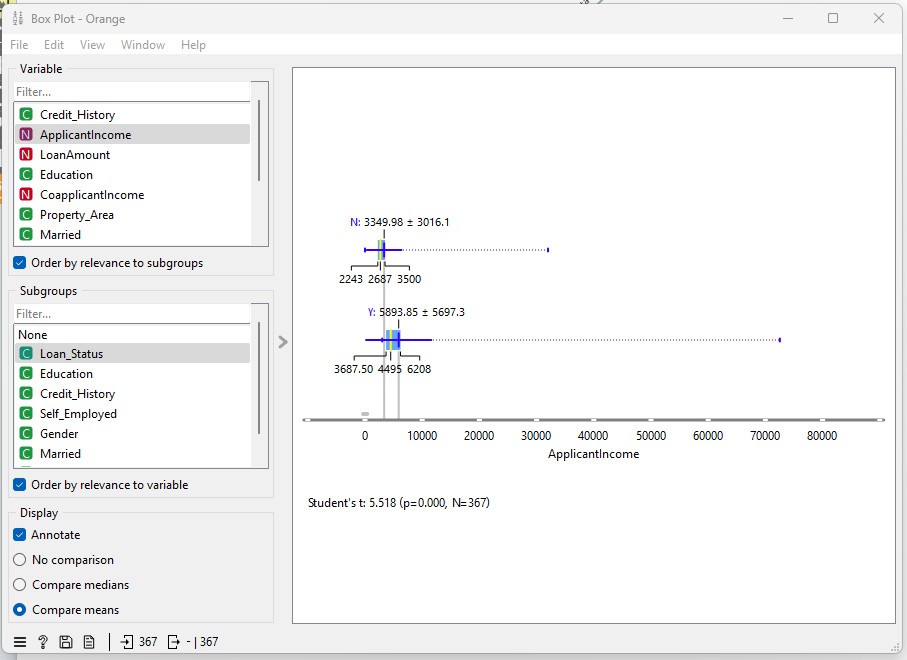 Box Plot - Orange
File Edit View Window Help
Variable
Filter...
C Credit_History
N ApplicantIncome
N LoanAmount
C Education
N CoapplicantIncome
C Property_Area
C Married
Order by relevance to subgroups
Subgroups
Filter...
None
C Loan_Status
C Education
C Credit_History
C Self_Employed
C Gender
C Married
Order by relevance to variable
Display
Annotate
No comparison
Compare medians
Compare means
? 367 - | 367
N: 3349.98 ± 3016.1
2243 2687 3500
Y: 5893.85 ± 5697.3
3687.50 4495 6208
0 10000 20000 30000 40000 50000 60000 70000 80000
ApplicantIncome
Student's t: 5.518 (p=0.000, N=367)